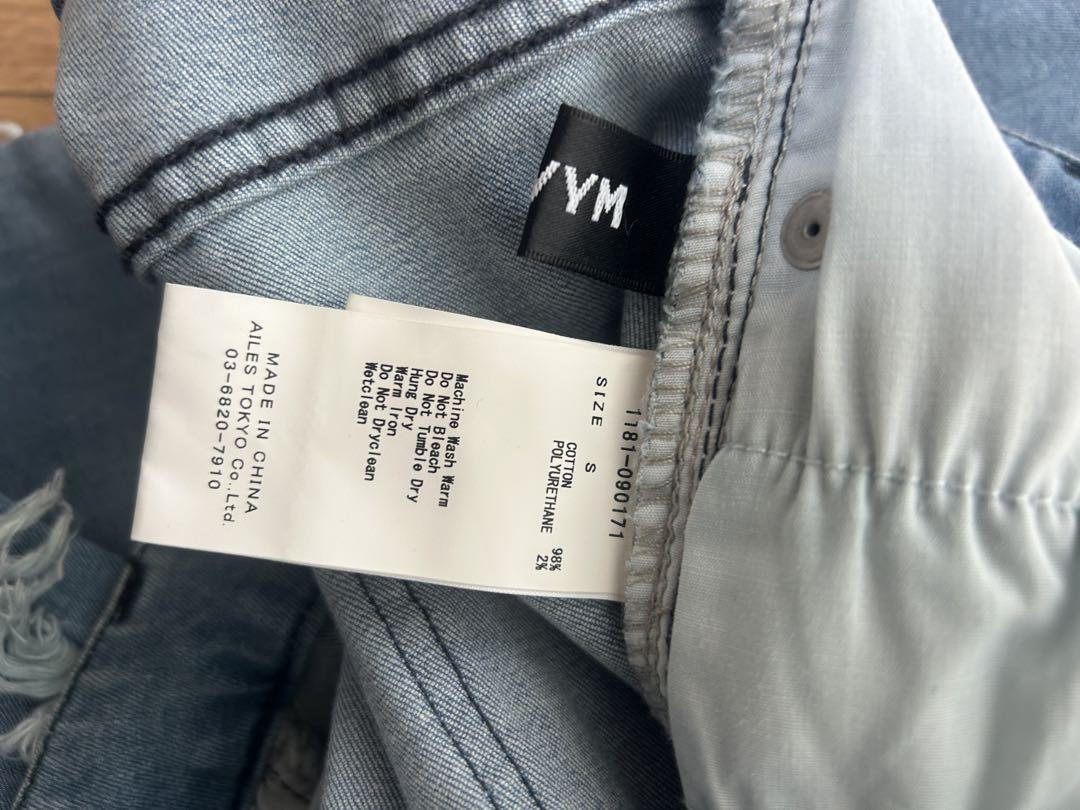 /YM
1181-090171
SIZE S
COTTON 98%
POLYURETHANE 2%
Machine Wash Warm
Do Not Bleach
Do Not Tumble Dry
Hung Dry
Warm Iron
Do Not Dryclean
Wetclean
MADE IN CHINA
AILES TOKYO Co.,Ltd.
03-6820-7910